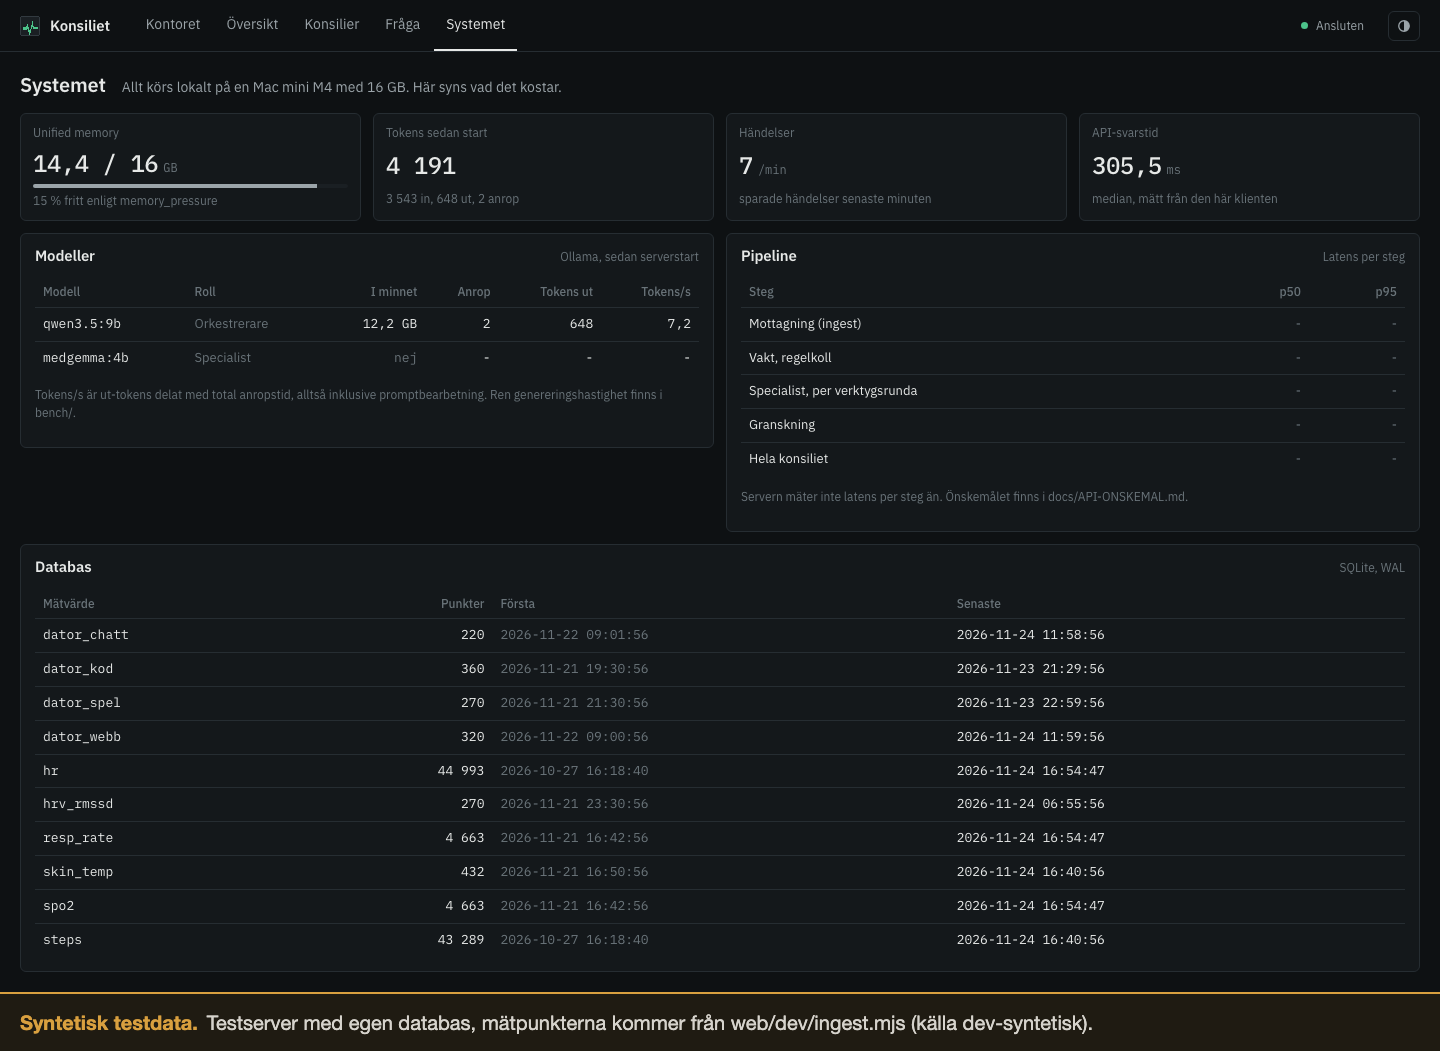 Konsiliet Kontoret Översikt Konsilier Fråga Systemet Ansluten
Systemet Allt körs lokalt på en Mac mini M4 med 16 GB. Här syns vad det kostar.
Unified memory
14,4 / 16 GB
15 % fritt enligt memory_pressure
Tokens sedan start
4 191
3 543 in, 648 ut, 2 anrop
Händelser
7 /min
sparade händelser senaste minuten
API-svarstid
305,5 ms
median, mätt från den här klienten
Modeller Ollama, sedan serverstart
Modell Roll I minnet Anrop Tokens ut Tokens/s
qwen3.5:9b Orkestrerare 12,2 GB 2 648 7,2
medgemma:4b Specialist nej - - -
Tokens/s är ut-tokens delat med total anropstid, alltså inklusive promptbearbetning. Ren genereringshastighet finns i
bench/.
Pipeline Latens per steg
Steg p50 p95
Mottagning (ingest) - -
Vakt, regelkoll - -
Specialist, per verktygsrunda - -
Granskning - -
Hela konsiliet - -
Servern mäter inte latens per steg än. Önskemålet finns i docs/API-ONSKEMAL.md.
Databas SQLite, WAL
Mätvärde Punkter Första Senaste
dator_chatt 220 2026-11-22 09:01:56 2026-11-24 11:58:56
dator_kod 360 2026-11-21 19:30:56 2026-11-23 21:29:56
dator_spel 270 2026-11-21 21:30:56 2026-11-23 22:59:56
dator_webb 320 2026-11-22 09:00:56 2026-11-24 11:59:56
hr 44 993 2026-10-27 16:18:40 2026-11-24 16:54:47
hrv_rmssd 270 2026-11-21 23:30:56 2026-11-24 06:55:56
resp_rate 4 663 2026-11-21 16:42:56 2026-11-24 16:54:47
skin_temp 432 2026-11-21 16:50:56 2026-11-24 16:40:56
spo2 4 663 2026-11-21 16:42:56 2026-11-24 16:54:47
steps 43 289 2026-10-27 16:18:40 2026-11-24 16:40:56
Syntetisk testdata. Testserver med egen databas, mätpunkterna kommer från web/dev/ingest.mjs (källa dev-syntetisk).